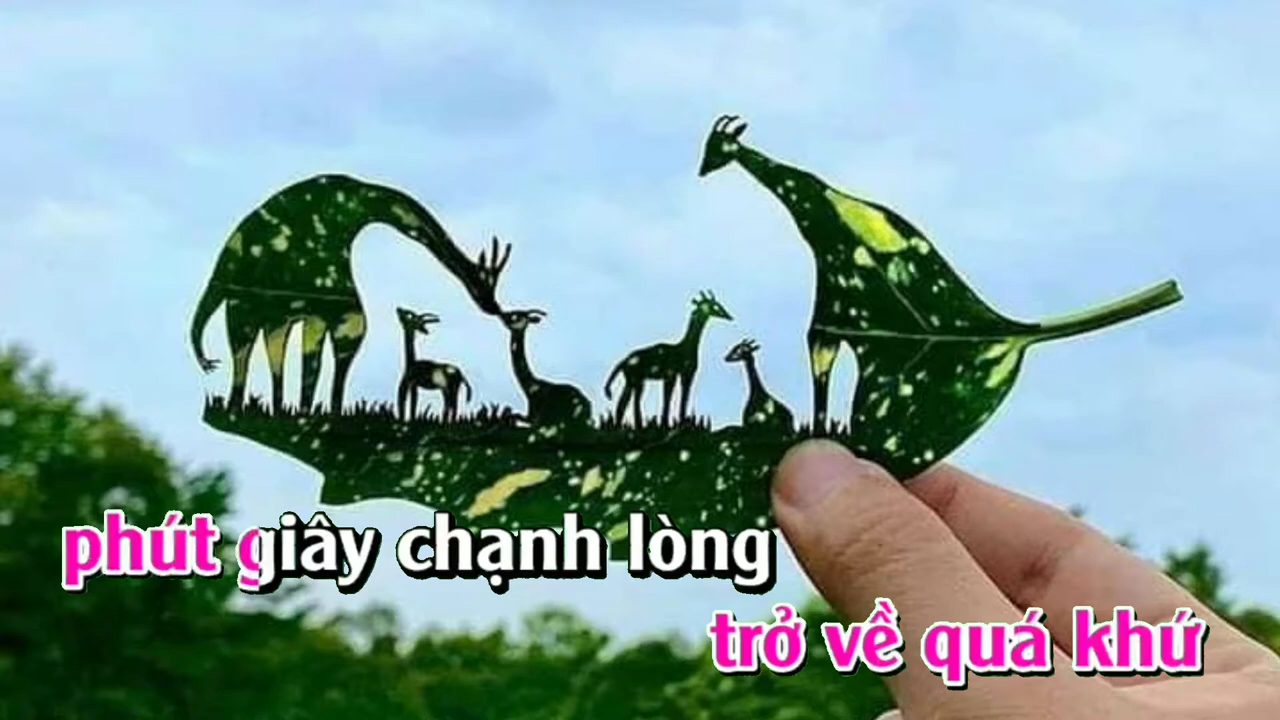 phút giây chạnh lòng
trở về quá khứ